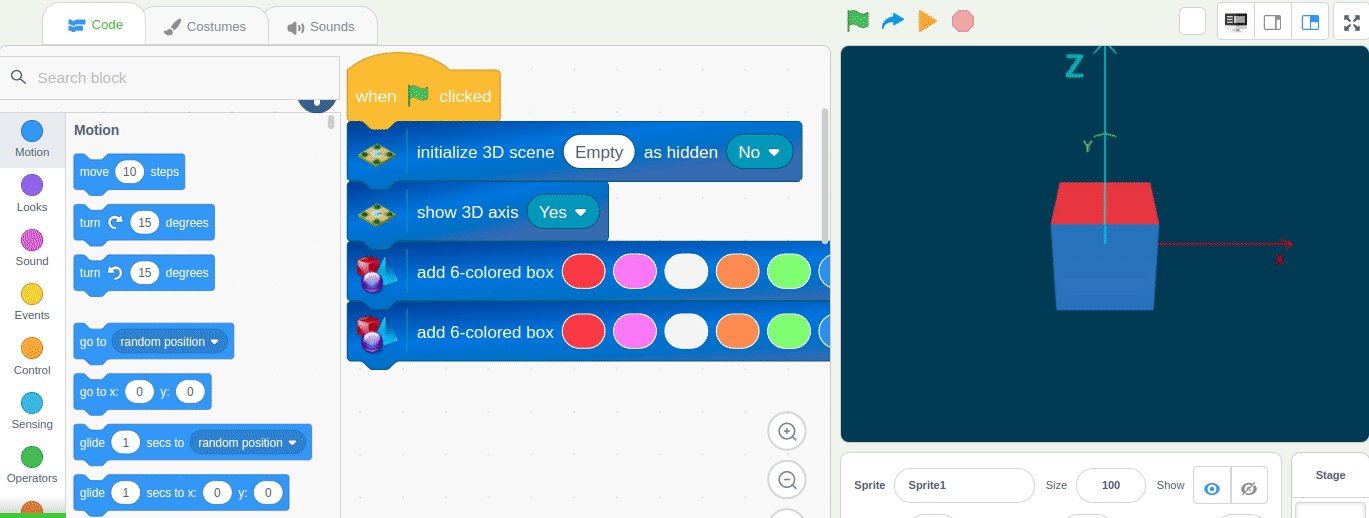 Code Costumes Sounds
Search block
Motion
Looks
Sound
Events
Control
Sensing
Operators
Motion
move 10 steps
turn 15 degrees
turn 15 degrees
go to random position
go to x: 0 y: 0
glide 1 secs to random position
glide 1 secs to x: 0 y: 0
when clicked
initialize 3D scene Empty as hidden No
show 3D axis Yes
add 6-colored box
add 6-colored box
Z
Y
X
Sprite Sprite1 Size 100 Show
Stage